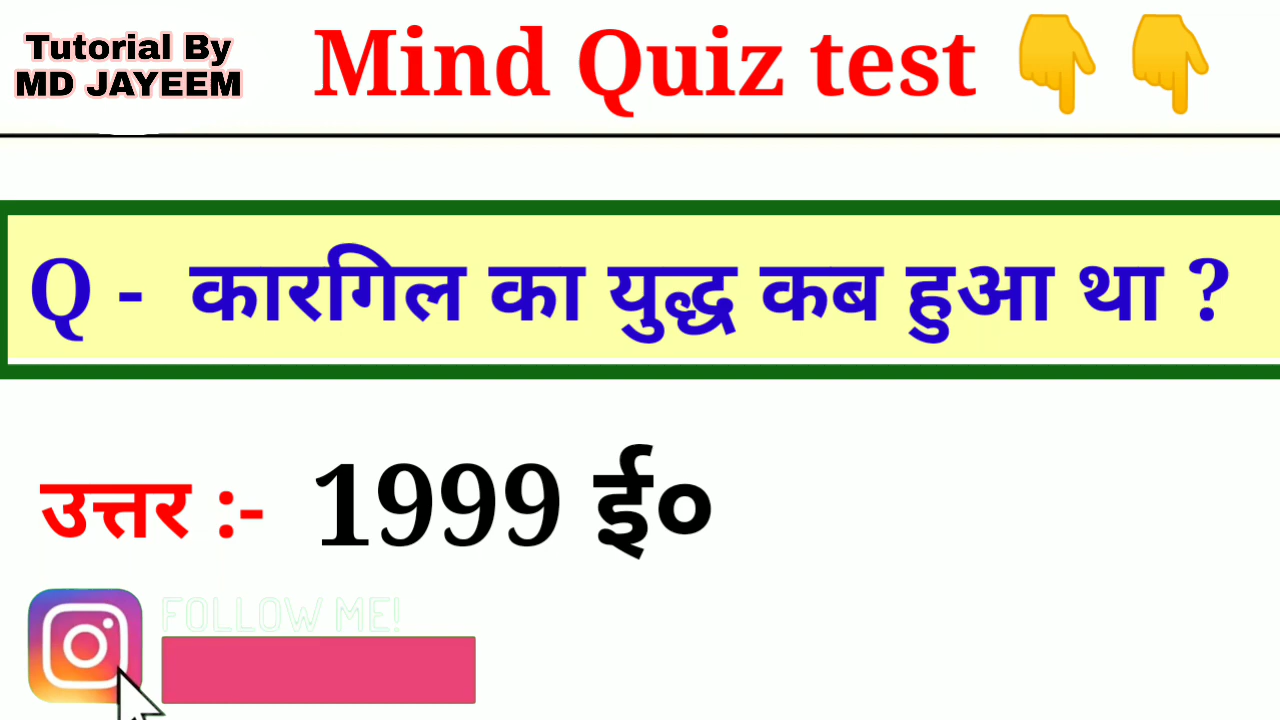 Tutorial By
MD JAYEEM
Mind Quiz test 👇👇
Q - कारगिल का युद्ध कब हुआ था ?
उत्तर :- 1999 ई०
FOLLOW ME!